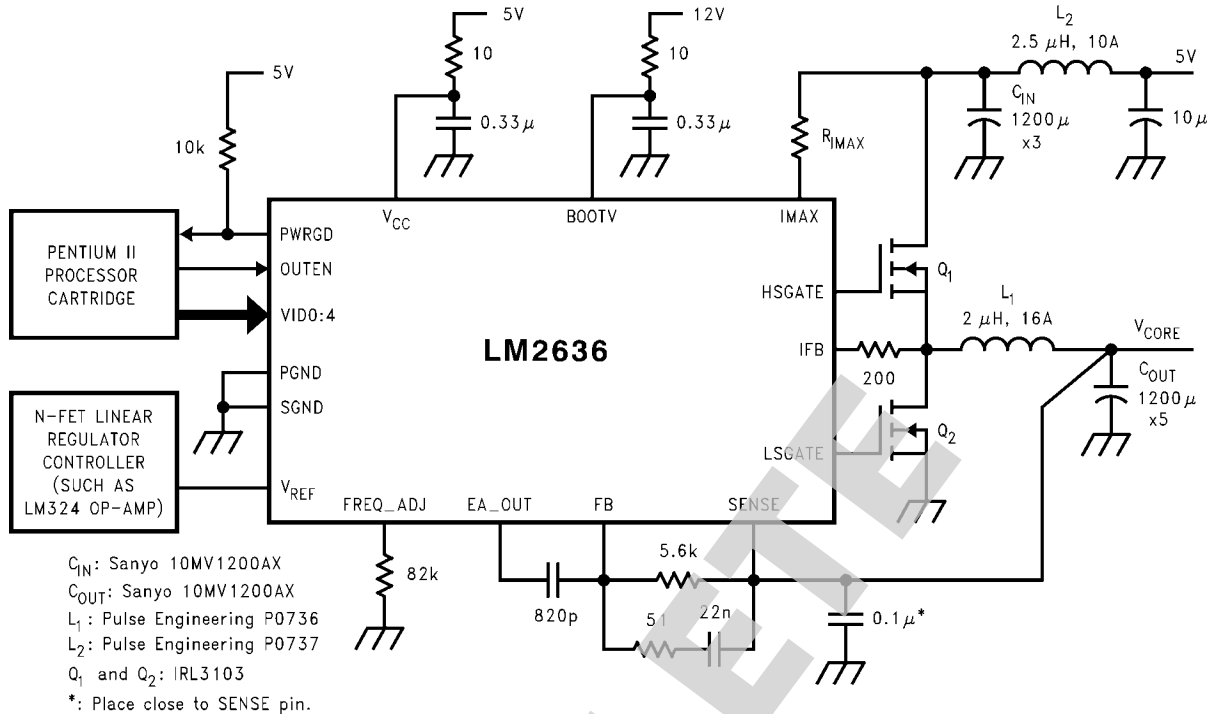 5V
12V
L2
2.5 μH, 10A
5V
10
10
5V
CIN
1200μ
x3
0.33μ
0.33μ
10μ
10k
RIMAX
VCC
BOOTV
IMAX
PENTIUM II
PROCESSOR
CARTRIDGE
PWRGD
OUTEN
VID0:4
Q1
HSGATE
L1
2 μH, 16A
VCORE
LM2636
IFB
200
COUT
1200μ
x5
PGND
SGND
N-FET LINEAR
REGULATOR
CONTROLLER
(SUCH AS
LM324 OP-AMP)
Q2
LSGATE
VREF
FREQ_ADJ
EA_OUT
FB
SENSE
82k
820p
5.6k
51
22n
0.1μ*
CIN: Sanyo 10MV1200AX
COUT: Sanyo 10MV1200AX
L1: Pulse Engineering P0736
L2: Pulse Engineering P0737
Q1 and Q2: IRL3103
*: Place close to SENSE pin.
ETE